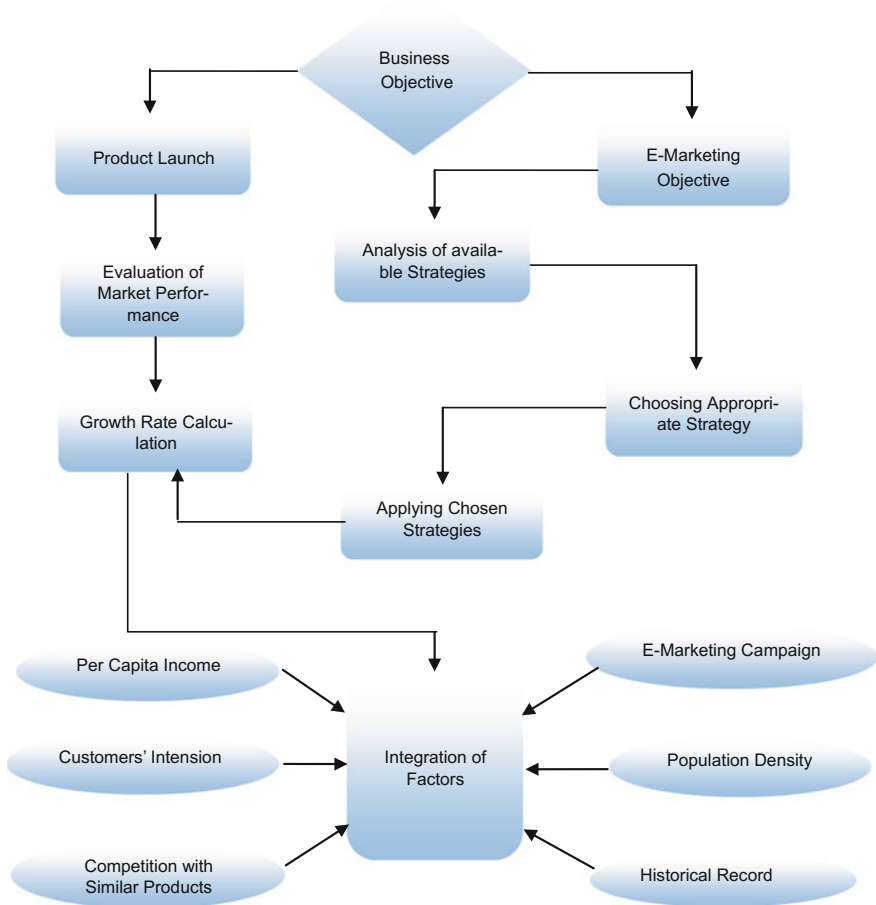 Business
Objective
Product Launch
E-Marketing
Objective
Evaluation of
Market Perfor-
mance
Analysis of availa-
ble Strategies
Growth Rate Calcu-
lation
Choosing Appropri-
ate Strategy
Applying Chosen
Strategies
Per Capita Income
E-Marketing Campaign
Customers’ Intension
Integration of
Factors
Population Density
Competition with
Similar Products
Historical Record